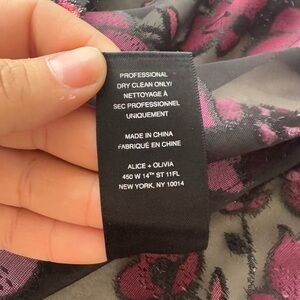 PROFESSIONAL
DRY CLEAN ONLY/
NETTOYAGE À
SEC PROFESSIONNEL
UNIQUEMENT
MADE IN CHINA
FABRIQUÉ EN CHINE
ALICE + OLIVIA
450 W 14TH ST 11FL
NEW YORK, NY 10014